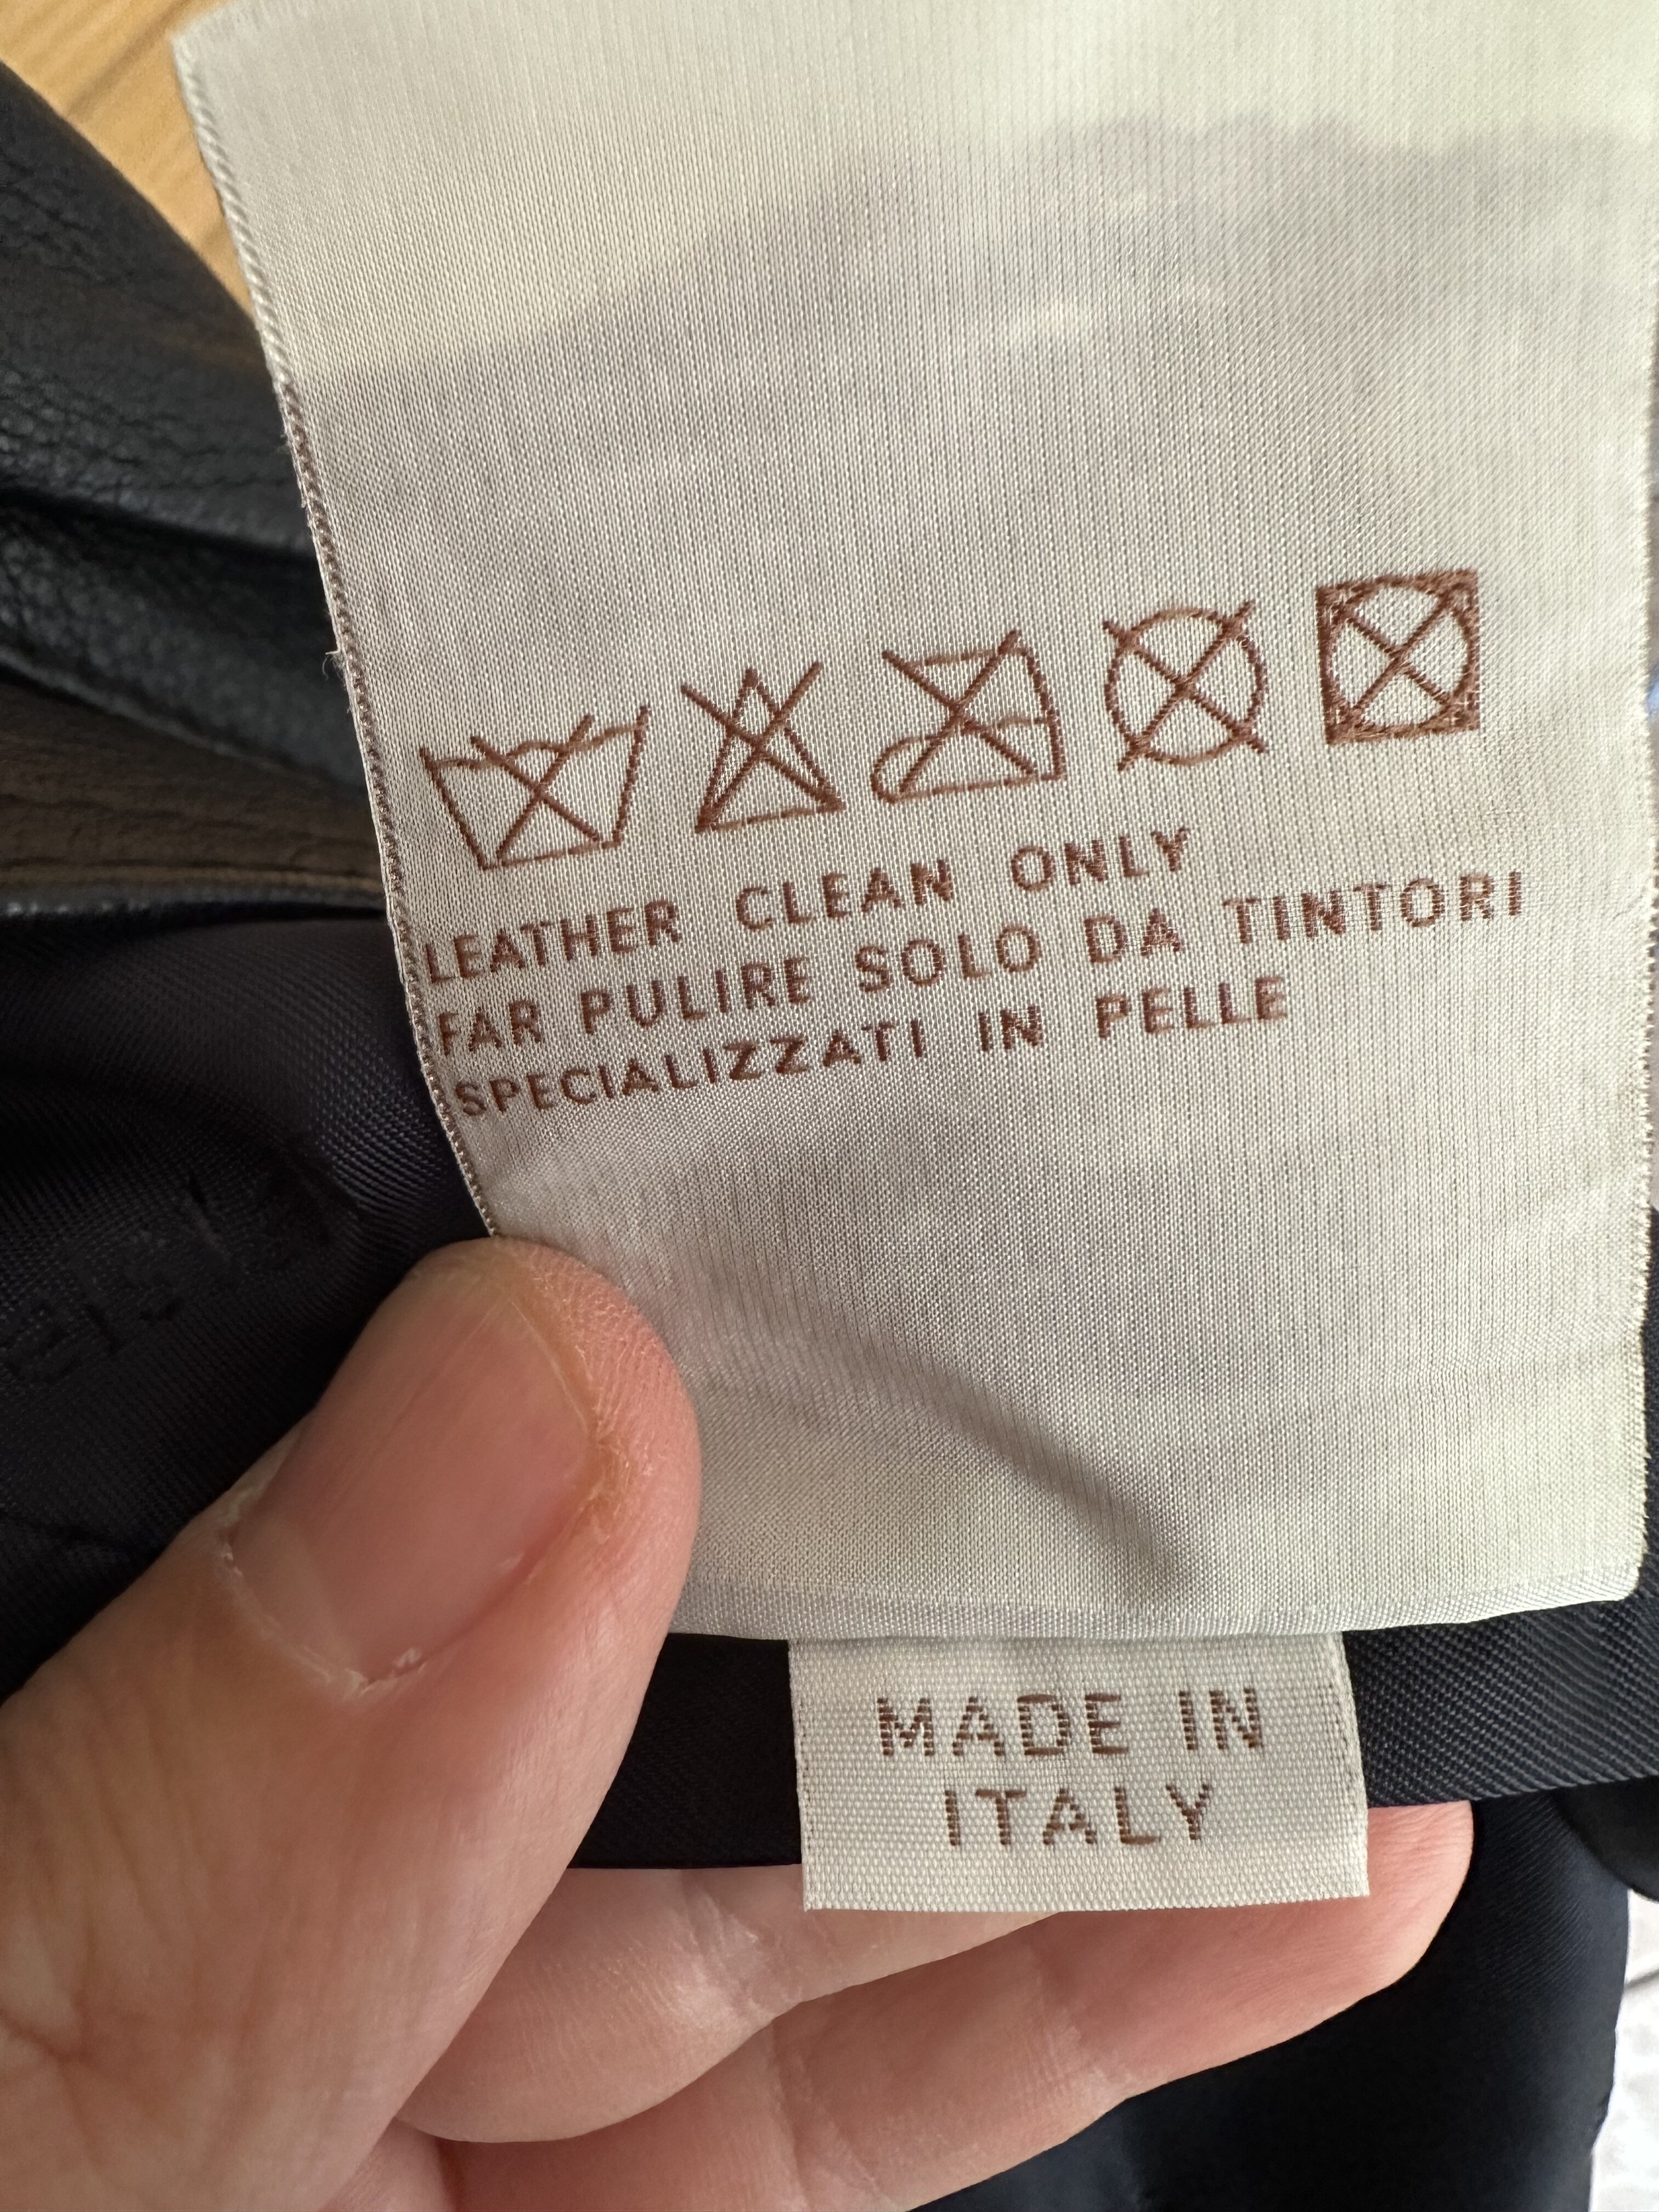 LEATHER CLEAN ONLY
FAR PULIRE SOLO DA TINTORI
SPECIALIZZATI IN PELLE
MADE IN
ITALY